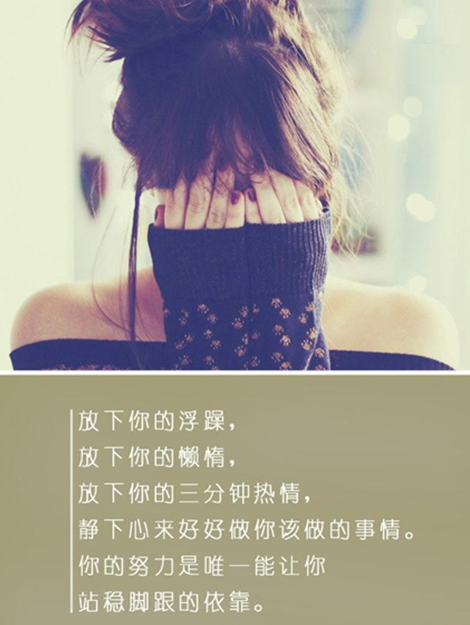 放下你的浮躁，
放下你的懒惰，
放下你的三分钟热情，
静下心来好好做你该做的事情。
你的努力是唯一能让你
站稳脚跟的依靠。